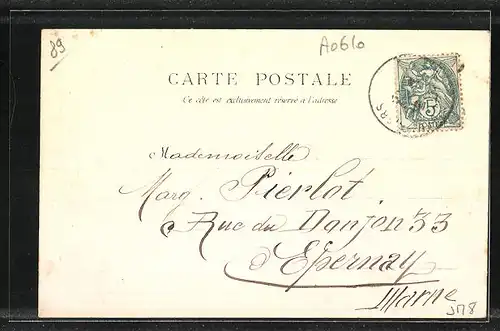 89
A0610
CARTE POSTALE
Ce côté est exclusivement réservé à l'adresse
5
Mademoiselle
Marg. Pierlot
Rue du Donjon 33
Epernay
Marne